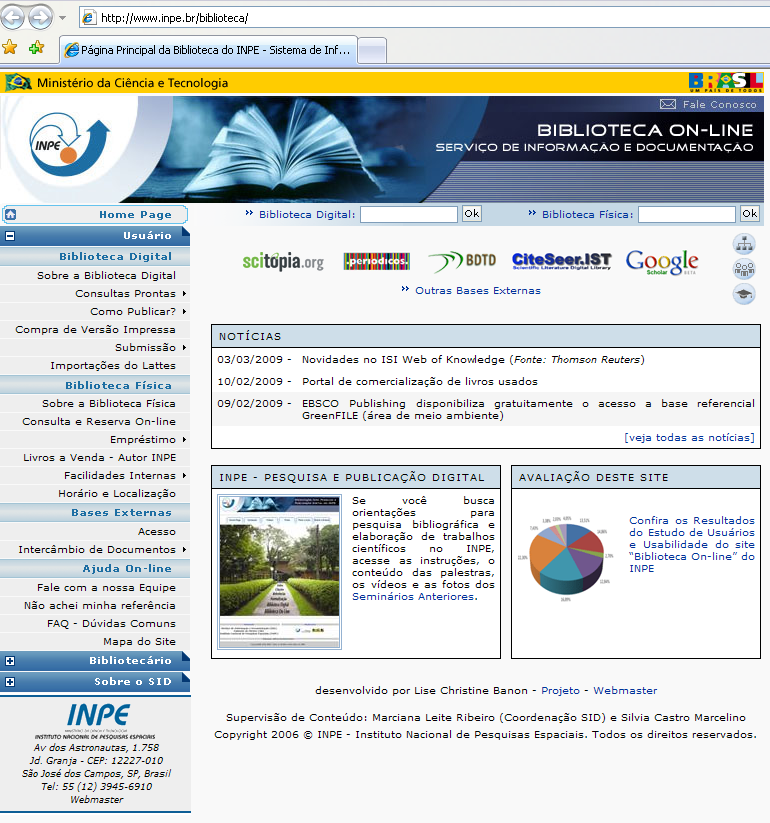 http://www.inpe.br/biblioteca/
Página Principal da Biblioteca do INPE - Sistema de Inf...
Ministério da Ciência e Tecnologia
BRASIL
UM PAÍS DE TODOS
Fale Conosco
INPE
BIBLIOTECA ON-LINE
SERVIÇO DE INFORMAÇÃO E DOCUMENTAÇÃO
Home Page
Biblioteca Digital: Ok
Biblioteca Física: Ok
Usuário
Biblioteca Digital
Sobre a Biblioteca Digital
Consultas Prontas
Como Publicar?
Compra de Versão Impressa
Submissão
Importações do Lattes
Biblioteca Física
Sobre a Biblioteca Física
Consulta e Reserva On-line
Empréstimo
Livros a Venda - Autor INPE
Facilidades Internas
Horário e Localização
Bases Externas
Acesso
Intercâmbio de Documentos
Ajuda On-line
Fale com a nossa Equipe
Não achei minha referência
FAQ - Dúvidas Comuns
Mapa do Site
Bibliotecário
Sobre o SID
INPE
MINISTÉRIO DA CIÊNCIA E TECNOLOGIA
INSTITUTO NACIONAL DE PESQUISAS ESPACIAIS
Av dos Astronautas, 1.758
Jd. Granja - CEP: 12227-010
São José dos Campos, SP, Brasil
Tel: 55 (12) 3945-6910
Webmaster
scitopia.org
.periodicos.
BDTD
CiteSeer.IST
Scientific Literature Digital Library
Google
Scholar BETA
Outras Bases Externas
NOTÍCIAS
03/03/2009 - Novidades no ISI Web of Knowledge (Fonte: Thomson Reuters)
10/02/2009 - Portal de comercialização de livros usados
09/02/2009 - EBSCO Publishing disponibiliza gratuitamente o acesso a base referencial
GreenFILE (área de meio ambiente)
[veja todas as notícias]
INPE - PESQUISA E PUBLICAÇÃO DIGITAL
Se você busca
orientações para
pesquisa bibliográfica e
elaboração de trabalhos
científicos no INPE,
acesse as instruções, o
conteúdo das palestras,
os vídeos e as fotos dos
Seminários Anteriores.
AVALIAÇÃO DESTE SITE
Confira os Resultados
do Estudo de Usuários
e Usabilidade do site
"Biblioteca On-line" do
INPE
desenvolvido por Lise Christine Banon - Projeto - Webmaster
Supervisão de Conteúdo: Marciana Leite Ribeiro (Coordenação SID) e Silvia Castro Marcelino
Copyright 2006 © INPE - Instituto Nacional de Pesquisas Espaciais. Todos os direitos reservados.